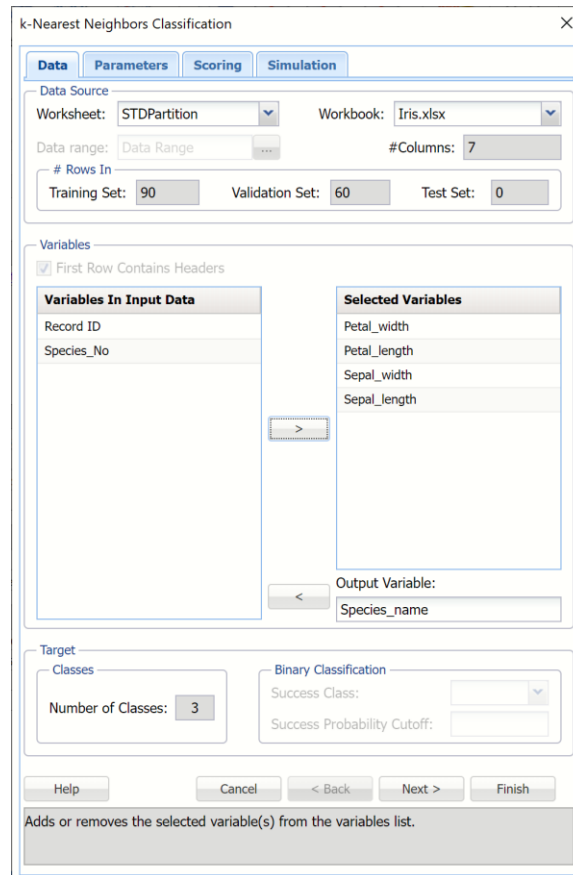 k-Nearest Neighbors Classification ×
Data Parameters Scoring Simulation
Data Source
Worksheet: STDPartition Workbook: Iris.xlsx
Data range: Data Range ... #Columns: 7
# Rows In
Training Set: 90 Validation Set: 60 Test Set: 0
Variables
First Row Contains Headers
Variables In Input Data Selected Variables
Record ID Petal_width
Species_No Petal_length
Sepal_width
Sepal_length
>
Output Variable:
< Species_name
Target
Classes Binary Classification
Success Class:
Number of Classes: 3
Success Probability Cutoff:
Help Cancel < Back Next > Finish
Adds or removes the selected variable(s) from the variables list.